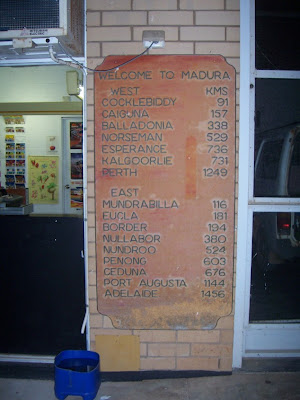 WELCOME TO MADURA
WEST KMS
COCKLEBIDDY 91
CAIGUNA 157
BALLADONIA 338
NORSEMAN 529
ESPERANCE 736
KALGOORLIE 731
PERTH 1249
EAST
MUNDRABILLA 116
EUCLA 181
BORDER 194
NULLABOR 380
NUNDROO 524
PENONG 603
CEDUNA 676
PORT AUGUSTA 1144
ADELAIDE 1456